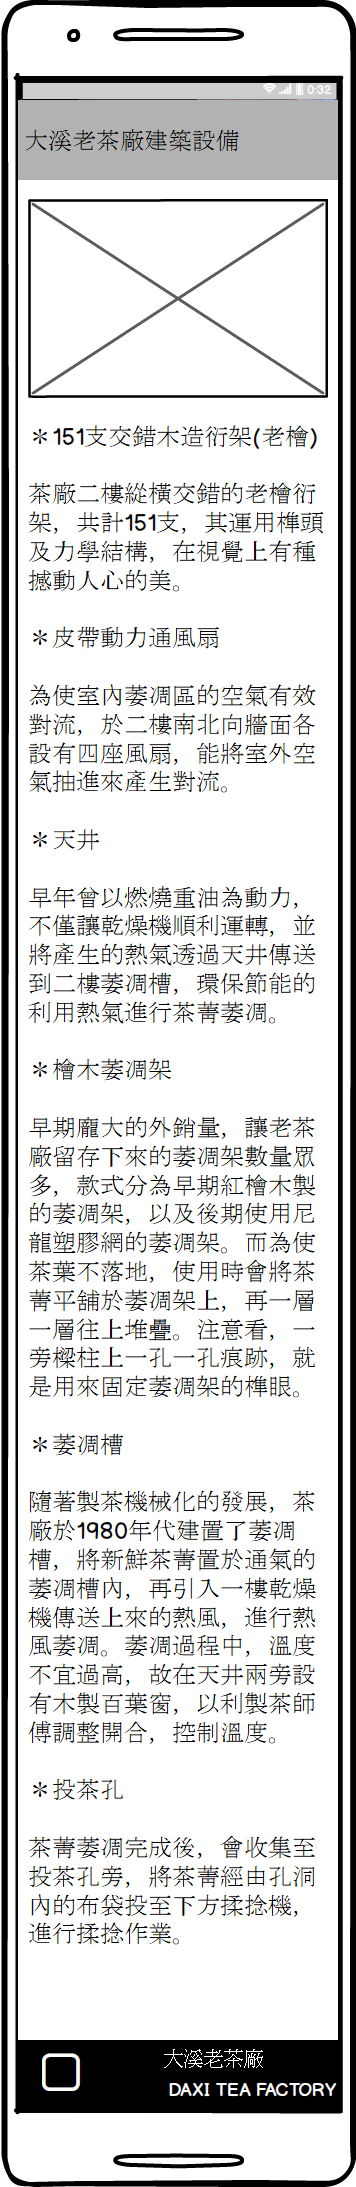 0:32
大溪老茶廠建築設備
＊151支交錯木造衍架(老檜)
茶廠二樓縱橫交錯的老檜衍
架，共計151支，其運用榫頭
及力學結構，在視覺上有種
撼動人心的美。
＊皮帶動力通風扇
為使室內萎凋區的空氣有效
對流，於二樓南北向牆面各
設有四座風扇，能將室外空
氣抽進來產生對流。
＊天井
早年曾以燃燒重油為動力，
不僅讓乾燥機順利運轉，並
將產生的熱氣透過天井傳送
到二樓萎凋槽，環保節能的
利用熱氣進行茶菁萎凋。
＊檜木萎凋架
早期龐大的外銷量，讓老茶
廠留存下來的萎凋架數量眾
多，款式分為早期紅檜木製
的萎凋架，以及後期使用尼
龍塑膠網的萎凋架。而為使
茶葉不落地，使用時會將茶
菁平舖於萎凋架上，再一層
一層往上堆疊。注意看，一
旁樑柱上一孔一孔痕跡，就
是用來固定萎凋架的榫眼。
＊萎凋槽
隨著製茶機械化的發展，茶
廠於1980年代建置了萎凋
槽，將新鮮茶菁置於通氣的
萎凋槽內，再引入一樓乾燥
機傳送上來的熱風，進行熱
風萎凋。萎凋過程中，溫度
不宜過高，故在天井兩旁設
有木製百葉窗，以利製茶師
傅調整開合，控制溫度。
＊投茶孔
茶菁萎凋完成後，會收集至
投茶孔旁，將茶菁經由孔洞
內的布袋投至下方揉捻機，
進行揉捻作業。
大溪老茶廠
DAXI TEA FACTORY